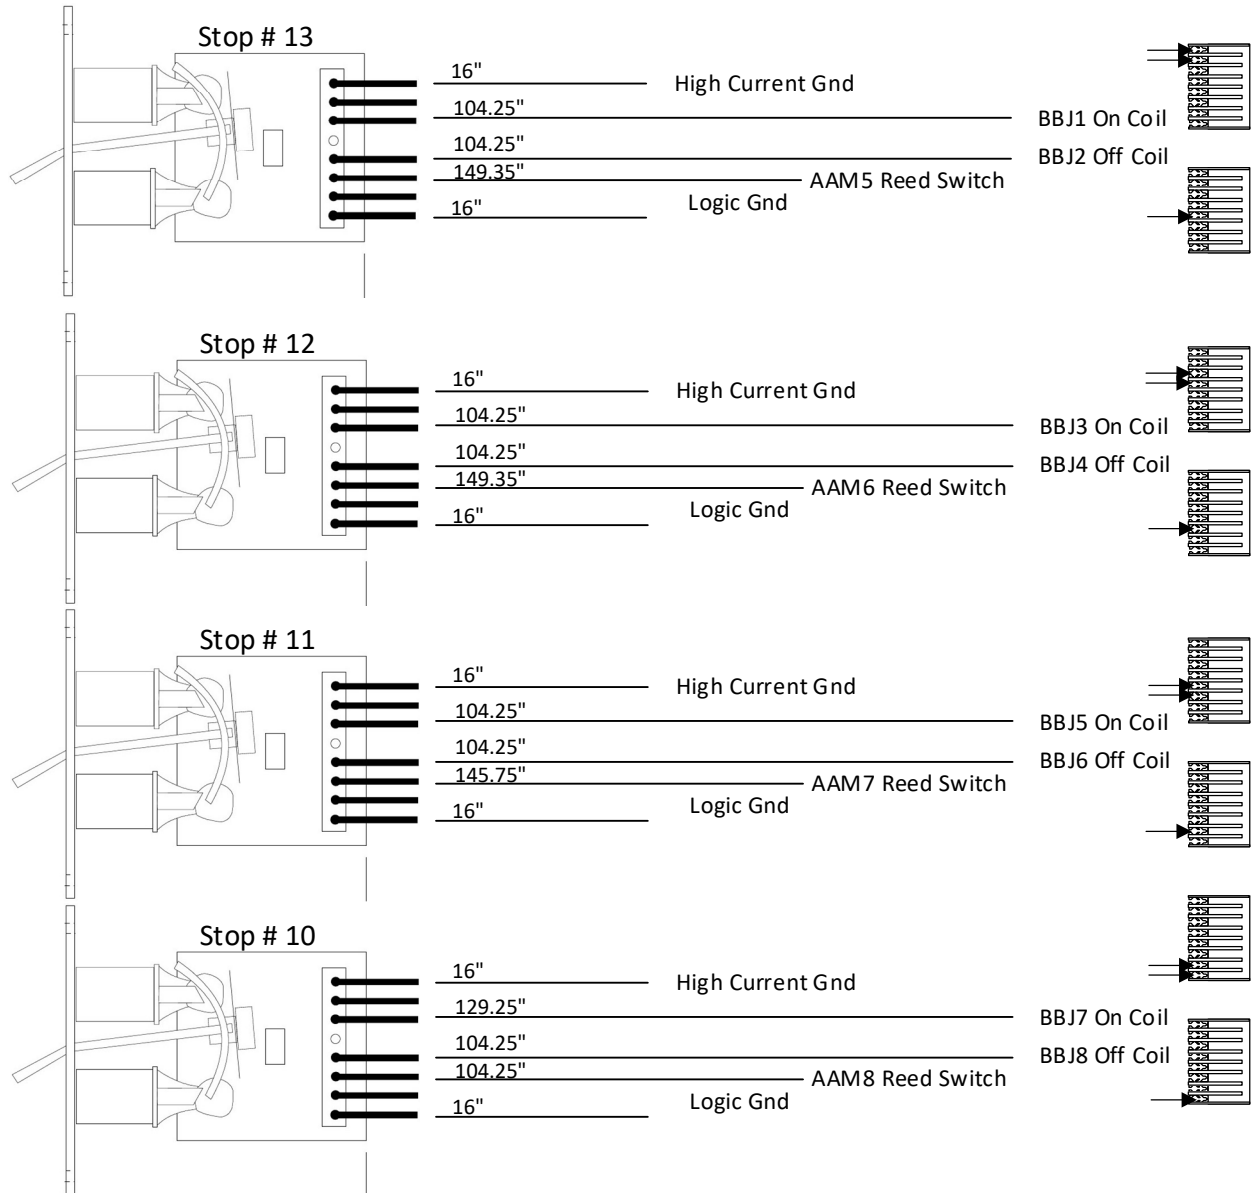 Stop # 13
16"
High Current Gnd
104.25"
BBJ1 On Coil
104.25"
BBJ2 Off Coil
149.35"
AAM5 Reed Switch
Logic Gnd
16"
Stop # 12
16"
High Current Gnd
104.25"
BBJ3 On Coil
104.25"
BBJ4 Off Coil
149.35"
AAM6 Reed Switch
Logic Gnd
16"
Stop # 11
16"
High Current Gnd
104.25"
BBJ5 On Coil
104.25"
BBJ6 Off Coil
145.75"
AAM7 Reed Switch
Logic Gnd
16"
Stop # 10
16"
High Current Gnd
129.25"
BBJ7 On Coil
104.25"
BBJ8 Off Coil
104.25"
AAM8 Reed Switch
Logic Gnd
16"